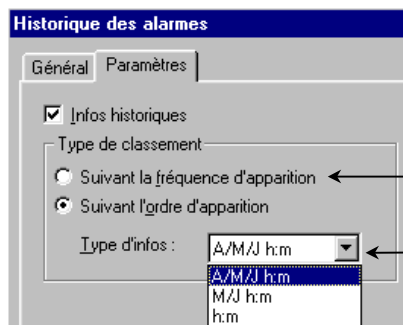 Historique des alarmes
Général Paramètres
Infos historiques
Type de classement
Suivant la fréquence d'apparition
Suivant l'ordre d'apparition
Type d'infos : A/M/J h:m
A/M/J h:m
M/J h:m
h:m